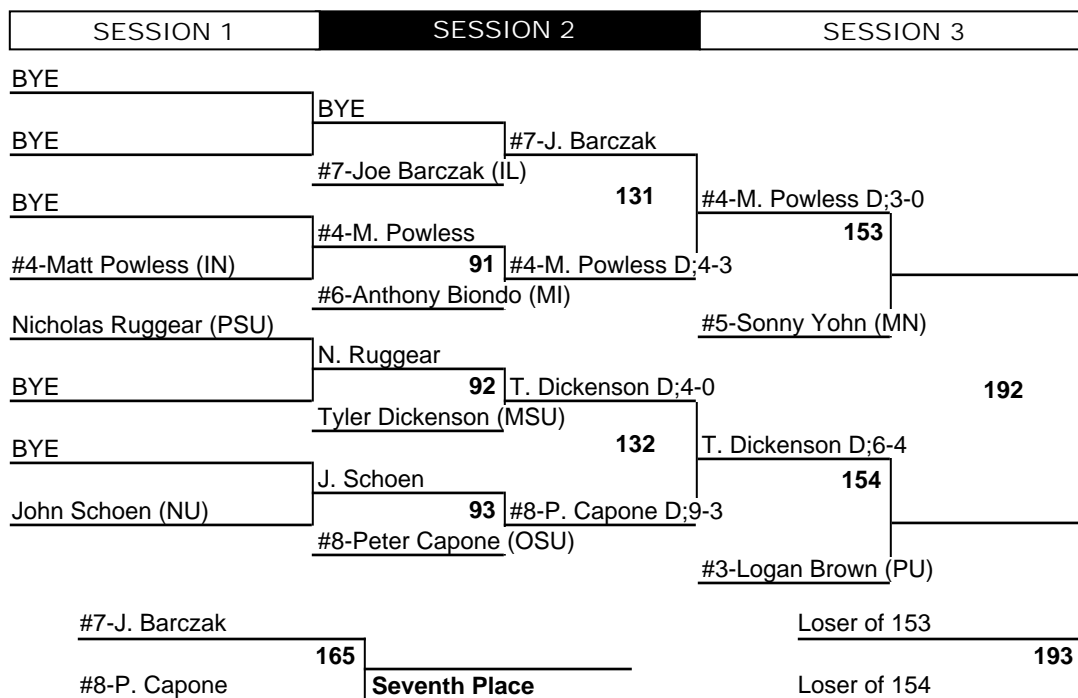 SESSION 1 SESSION 2 SESSION 3
BYE
BYE
BYE #7-J. Barczak
#7-Joe Barczak (IL)
131
BYE #4-M. Powless D;3-0
153
#4-M. Powless
#4-Matt Powless (IN) 91 #4-M. Powless D;4-3
#6-Anthony Biondo (MI)
Nicholas Ruggear (PSU) #5-Sonny Yohn (MN)
N. Ruggear
BYE 92 T. Dickenson D;4-0 192
Tyler Dickenson (MSU)
132 T. Dickenson D;6-4
BYE
J. Schoen 154
John Schoen (NU) 93 #8-P. Capone D;9-3
#8-Peter Capone (OSU)
#3-Logan Brown (PU)
#7-J. Barczak Loser of 153
165 193
#8-P. Capone Seventh Place Loser of 154